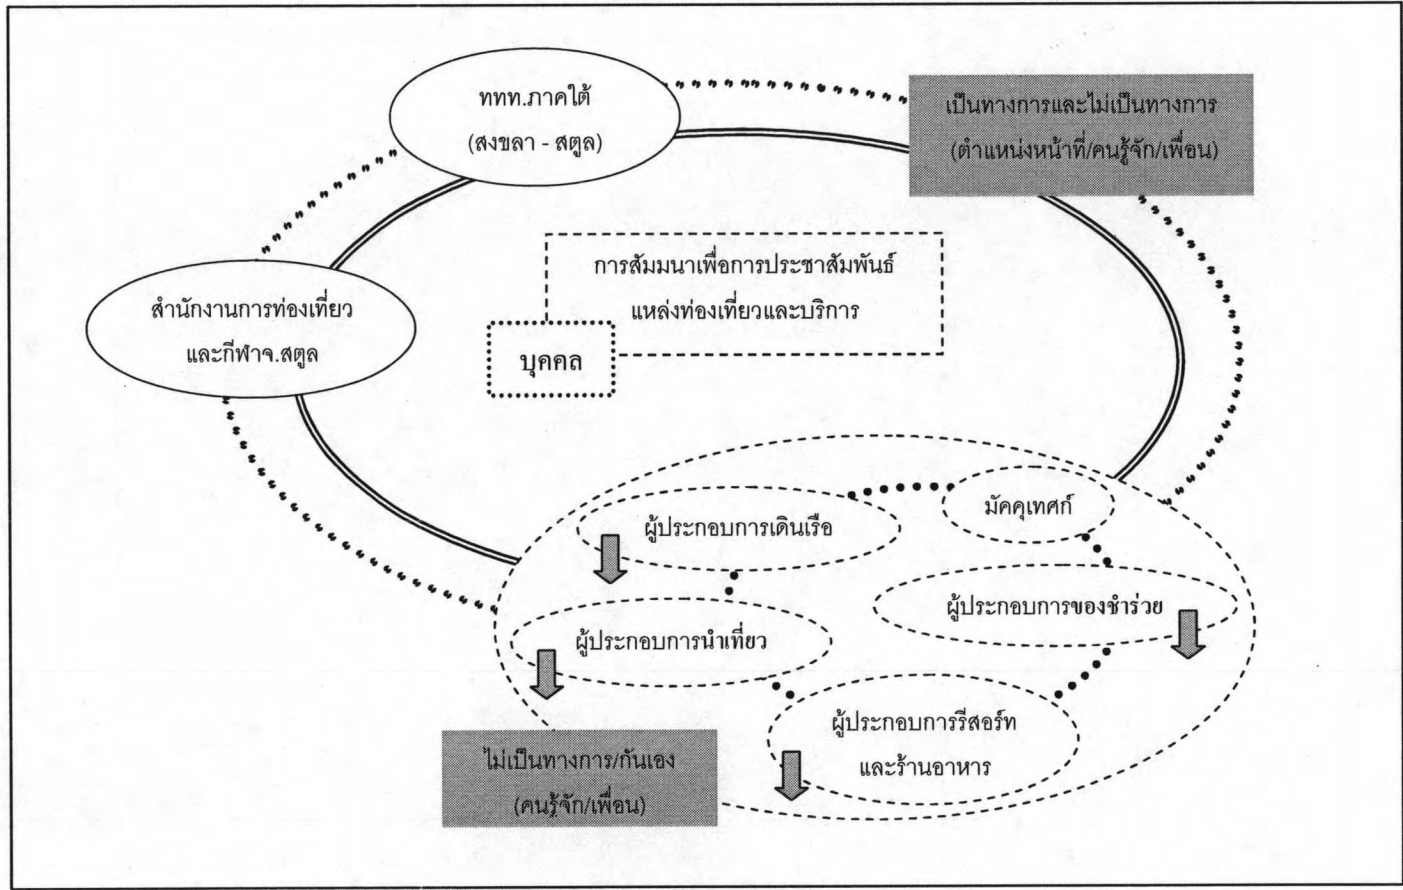 ททท.ภาคใต้
(สงขลา - สตูล)
เป็นทางการและไม่เป็นทางการ
(ตำแหน่งหน้าที่/คนรู้จัก/เพื่อน)
การสัมมนาเพื่อการประชาสัมพันธ์
แหล่งท่องเที่ยวและบริการ
สำนักงานการท่องเที่ยว
และกีฬาจ.สตูล
บุคคล
มัคคุเทศก์
ผู้ประกอบการเดินเรือ
ผู้ประกอบการของชำร่วย
ผู้ประกอบการนำเที่ยว
ผู้ประกอบการรีสอร์ท
และร้านอาหาร
ไม่เป็นทางการ/กันเอง
(คนรู้จัก/เพื่อน)